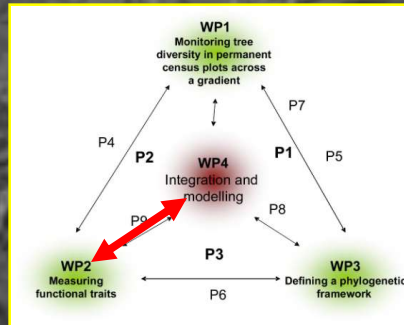 WP1
Monitoring tree
diversity in permanent
census plots across
a gradient
P7
P4
P2
P1
P5
WP4
Integration and
modelling
P9
P8
P3
WP2
Measuring
functional traits
WP3
Defining a phylogenetic
framework
P6